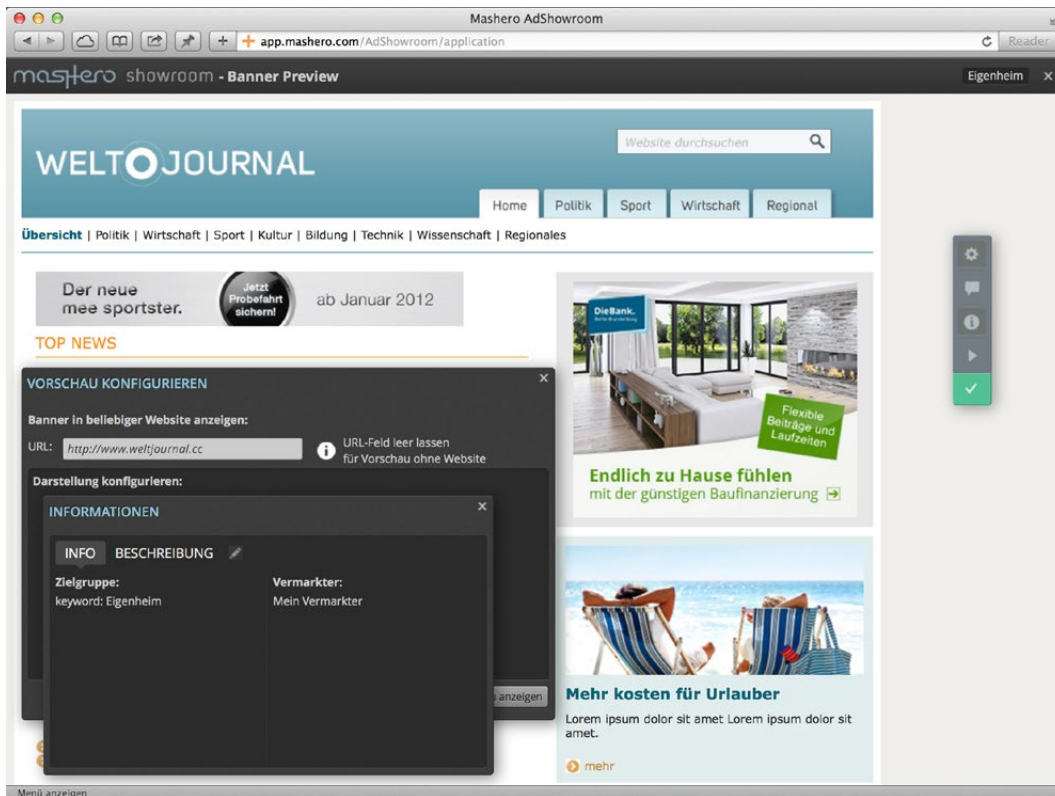 Mashero AdShowroom
app.mashero.com/AdShowroom/application
Reader
mashero showroom - Banner Preview
Eigenheim
WELT JOURNAL
Website durchsuchen
Home Politik Sport Wirtschaft Regional
Übersicht | Politik | Wirtschaft | Sport | Kultur | Bildung | Technik | Wissenschaft | Regionales
Der neue
mee sportster.
Jetzt
Probefahrt
sichern!
ab Januar 2012
TOP NEWS
DieBank.
Flexible
Beiträge und
Laufzeiten
Endlich zu Hause fühlen
mit der günstigen Baufinanzierung
VORSCHAU KONFIGURIEREN
Banner in beliebiger Website anzeigen:
URL: http://www.weltjournal.cc
URL-Feld leer lassen
für Vorschau ohne Website
Darstellung konfigurieren:
INFORMATIONEN
INFO BESCHREIBUNG
Zielgruppe:
keyword: Eigenheim
Vermarkter:
Mein Vermarkter
anzeigen
Mehr kosten für Urlauber
Lorem ipsum dolor sit amet Lorem ipsum dolor sit
amet.
mehr
Menü anzeigen